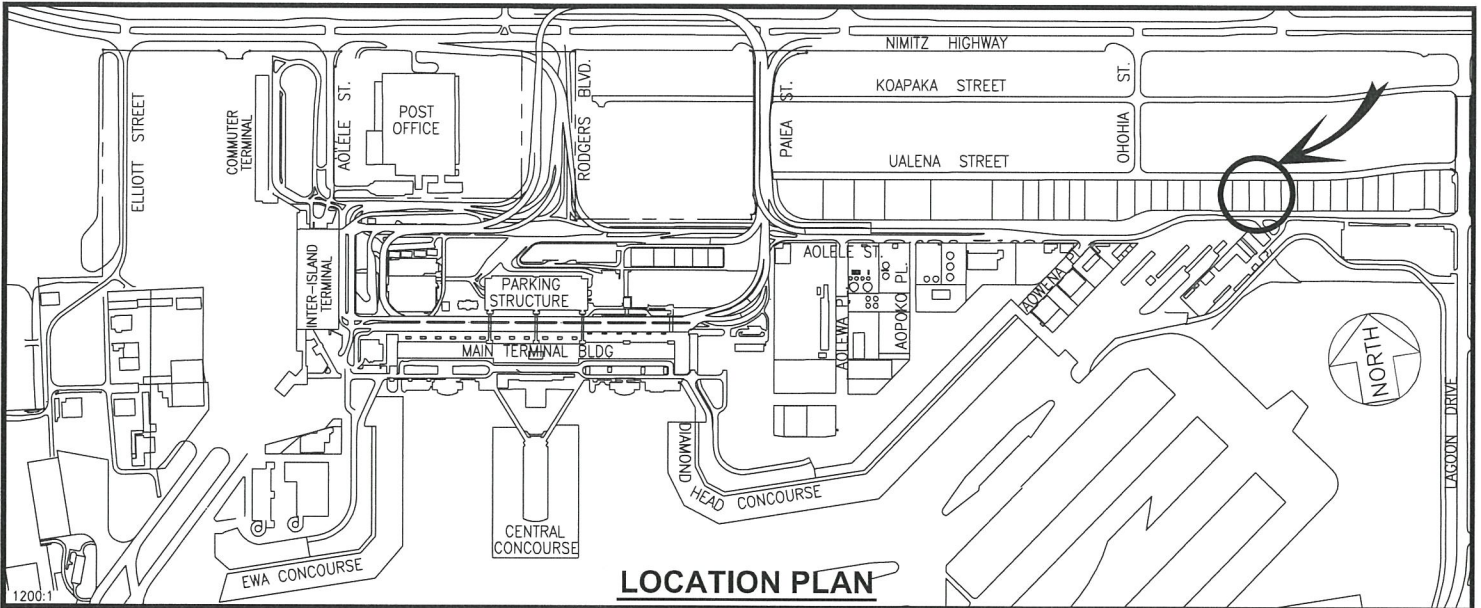 NIMITZ HIGHWAY
KOAPAKA STREET
UALENA STREET
OHOHIA ST.
PAIEA ST.
RODGERS BLVD.
AOLELE ST.
POST
OFFICE
ELLIOTT STREET
COMMUTER
TERMINAL
INTER-ISLAND
TERMINAL
PARKING
STRUCTURE
MAIN TERMINAL BLDG
AOLELE ST.
AOLEWA PL.
AOPOKO PL.
AOWENA PL.
NORTH
LAGOON DRIVE
DIAMOND
HEAD CONCOURSE
CENTRAL
CONCOURSE
EWA CONCOURSE
LOCATION PLAN
1200:1